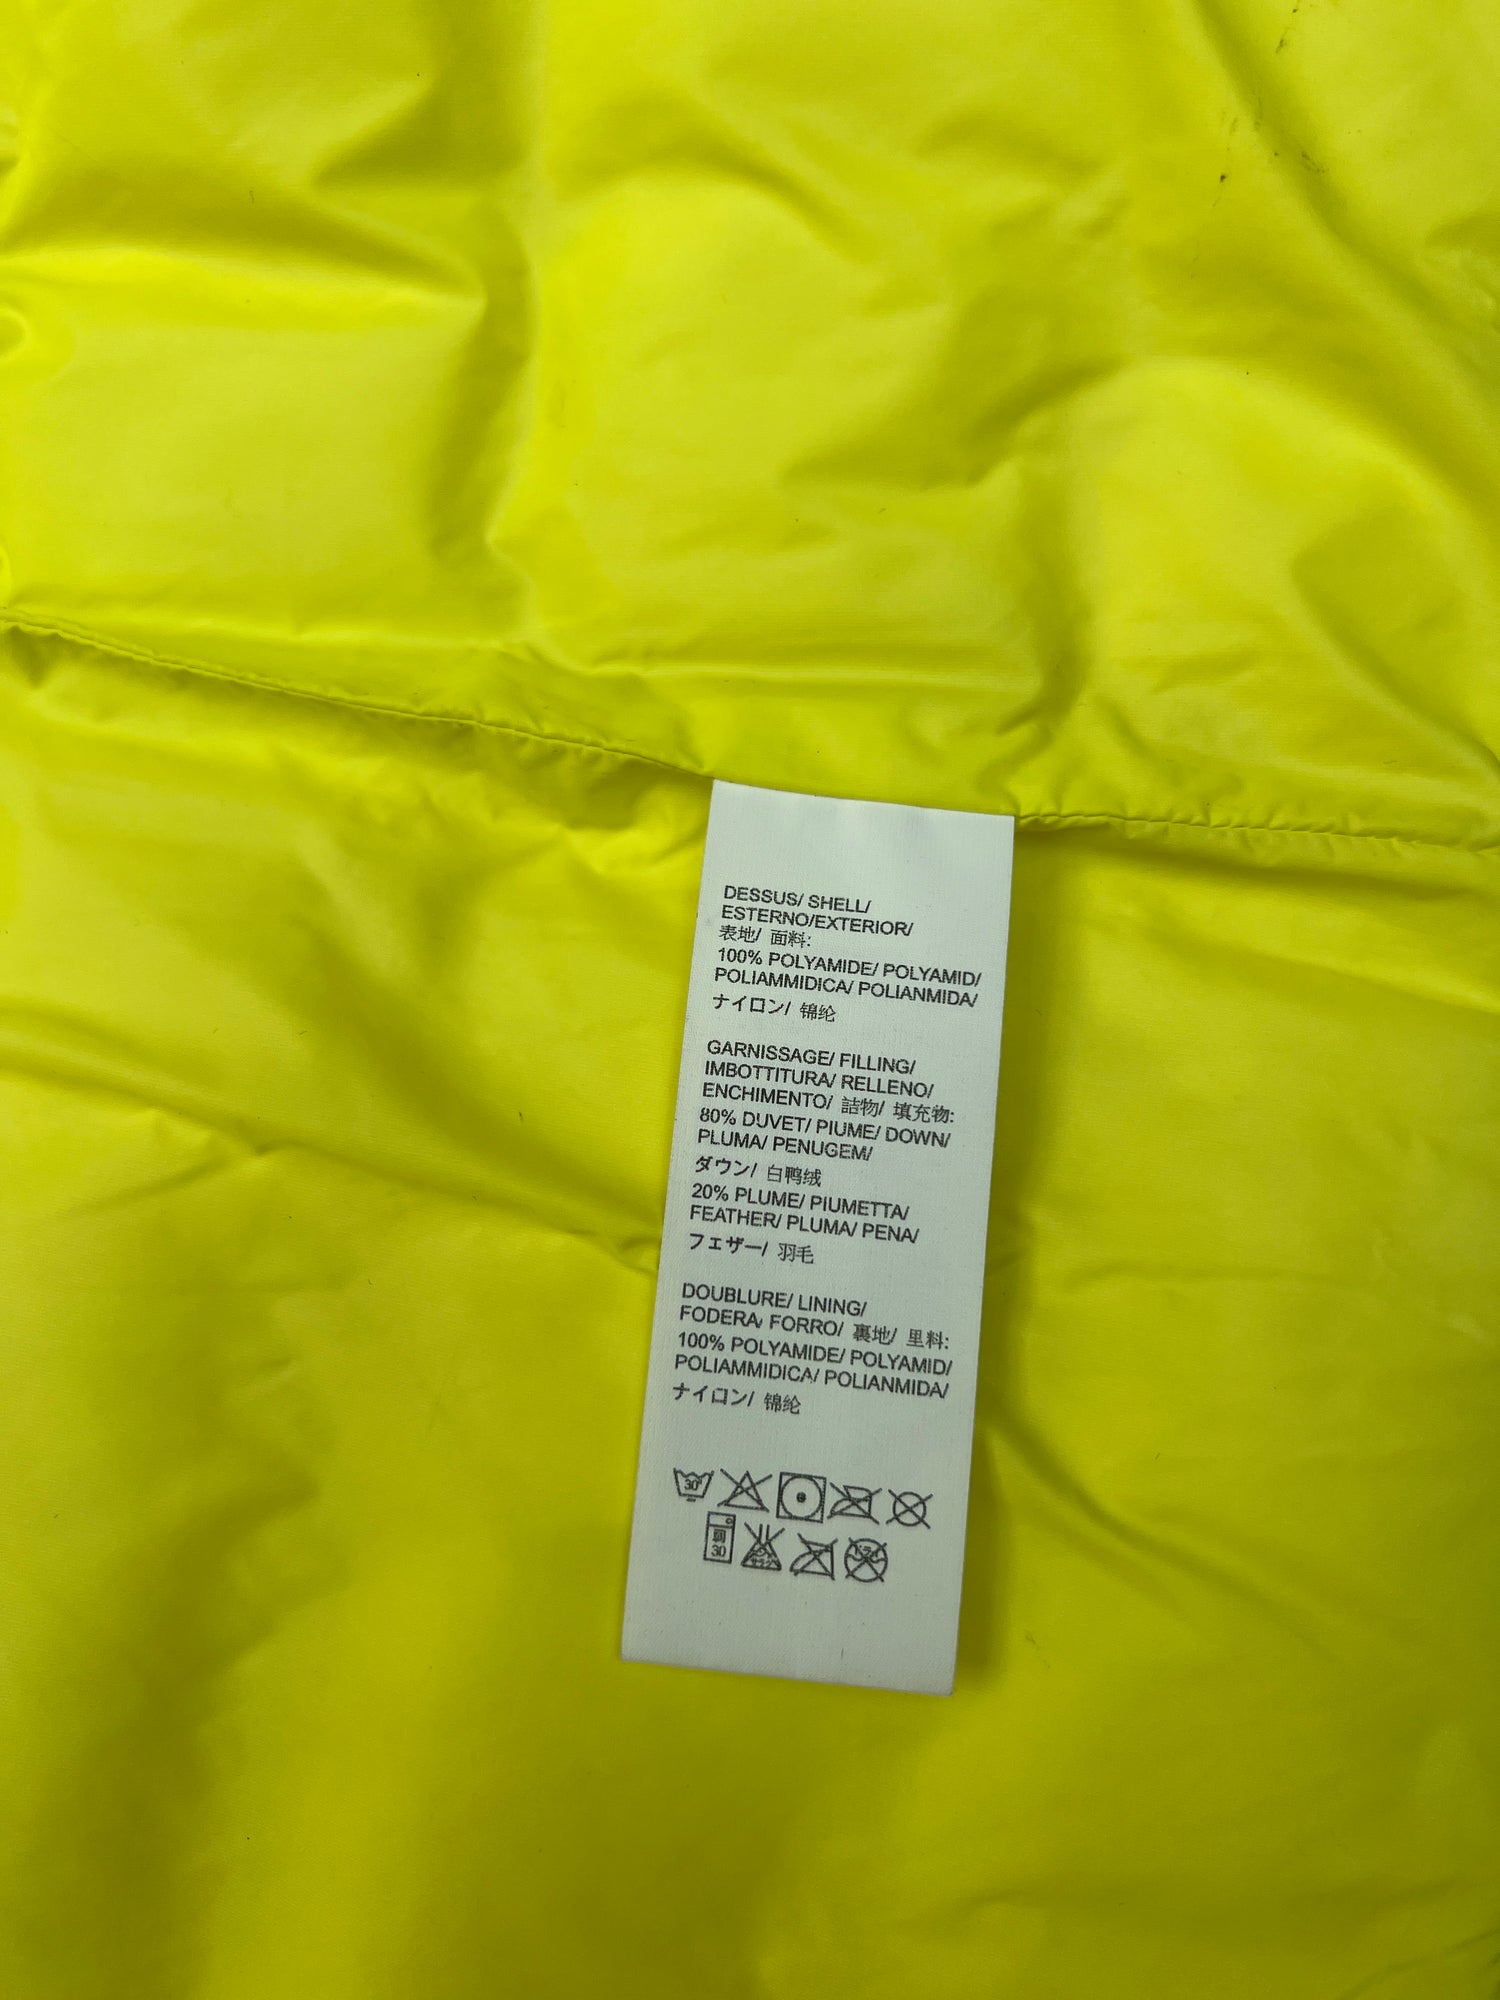 DESSUS/ SHELL/
ESTERNO/EXTERIOR/
表地/ 面料:
100% POLYAMIDE/ POLYAMID/
POLIAMMIDICA/ POLIANMIDA/
ナイロン/ 锦纶
GARNISSAGE/ FILLING/
IMBOTTITURA/ RELLENO/
ENCHIMENTO/ 詰物/ 填充物:
80% DUVET/ PIUME/ DOWN/
PLUMA/ PENUGEM/
ダウン/ 白鸭绒
20% PLUME/ PIUMETTA/
FEATHER/ PLUMA/ PENA/
フェザー/ 羽毛
DOUBLURE/ LINING/
FODERA/ FORRO/ 裏地/ 里料:
100% POLYAMIDE/ POLYAMID/
POLIAMMIDICA/ POLIANMIDA/
ナイロン/ 锦纶
30°
弱
30